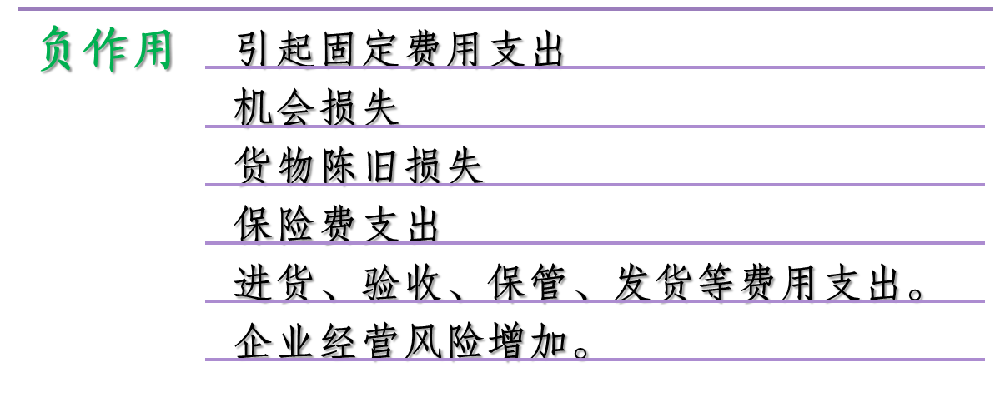 负作用
引起固定费用支出
机会损失
货物陈旧损失
保险费支出
进货、验收、保管、发货等费用支出。
企业经营风险增加。